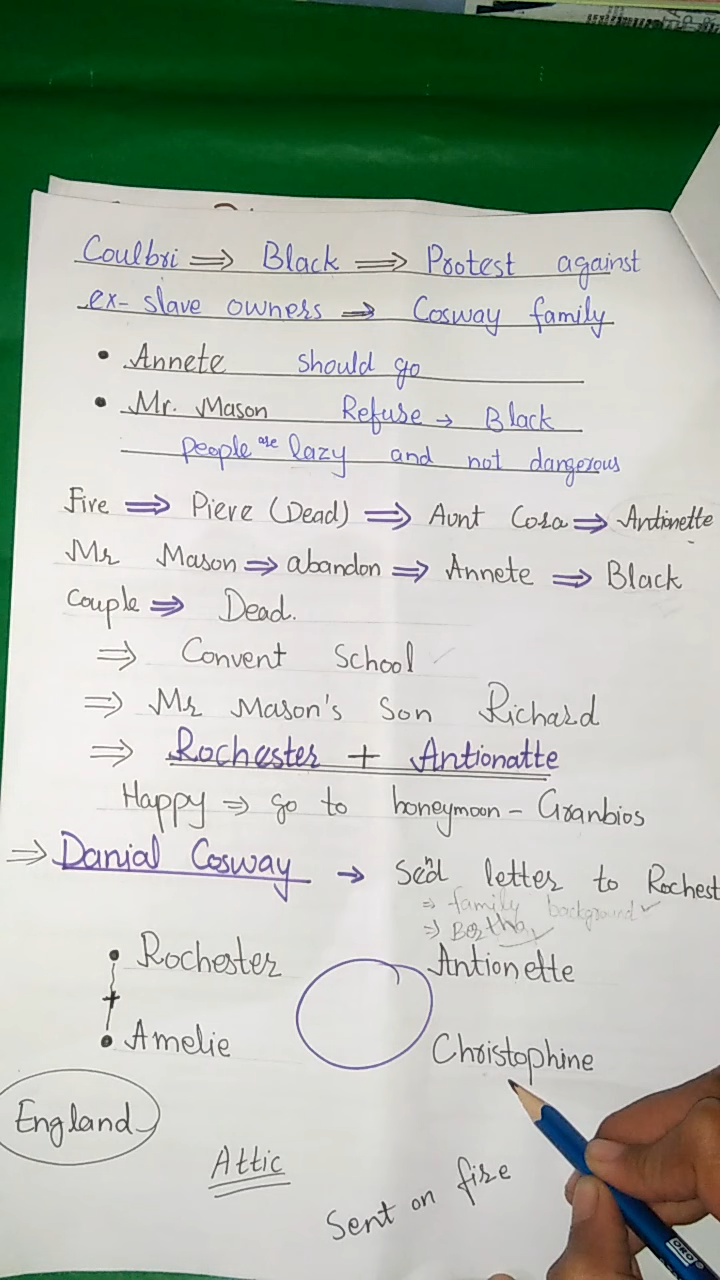 Coulbri ⇒ Black ⇒ Protest against
ex- slave owners → Cosway family
• Annete should go
• Mr. Mason Refuse → Black
people are lazy and not dangerous
Fire ⇒ Piere (Dead) ⇒ Aunt Cora ⇒ Antionette
Mr Mason ⇒ abandon ⇒ Annete ⇒ Black
Couple ⇒ Dead.
⇒ Convent School
⇒ Mr Mason's Son Richard
⇒ Rochester + Antionatte
Happy ⇒ go to honeymoon - Granbios
⇒ Danial Cosway → Send letter to Rochest
⇒ family background ✓
⇒ Bertha ✓
• Rochester Antionette
• Amelie Christophine
England
Attic
Sent on fire
ORO